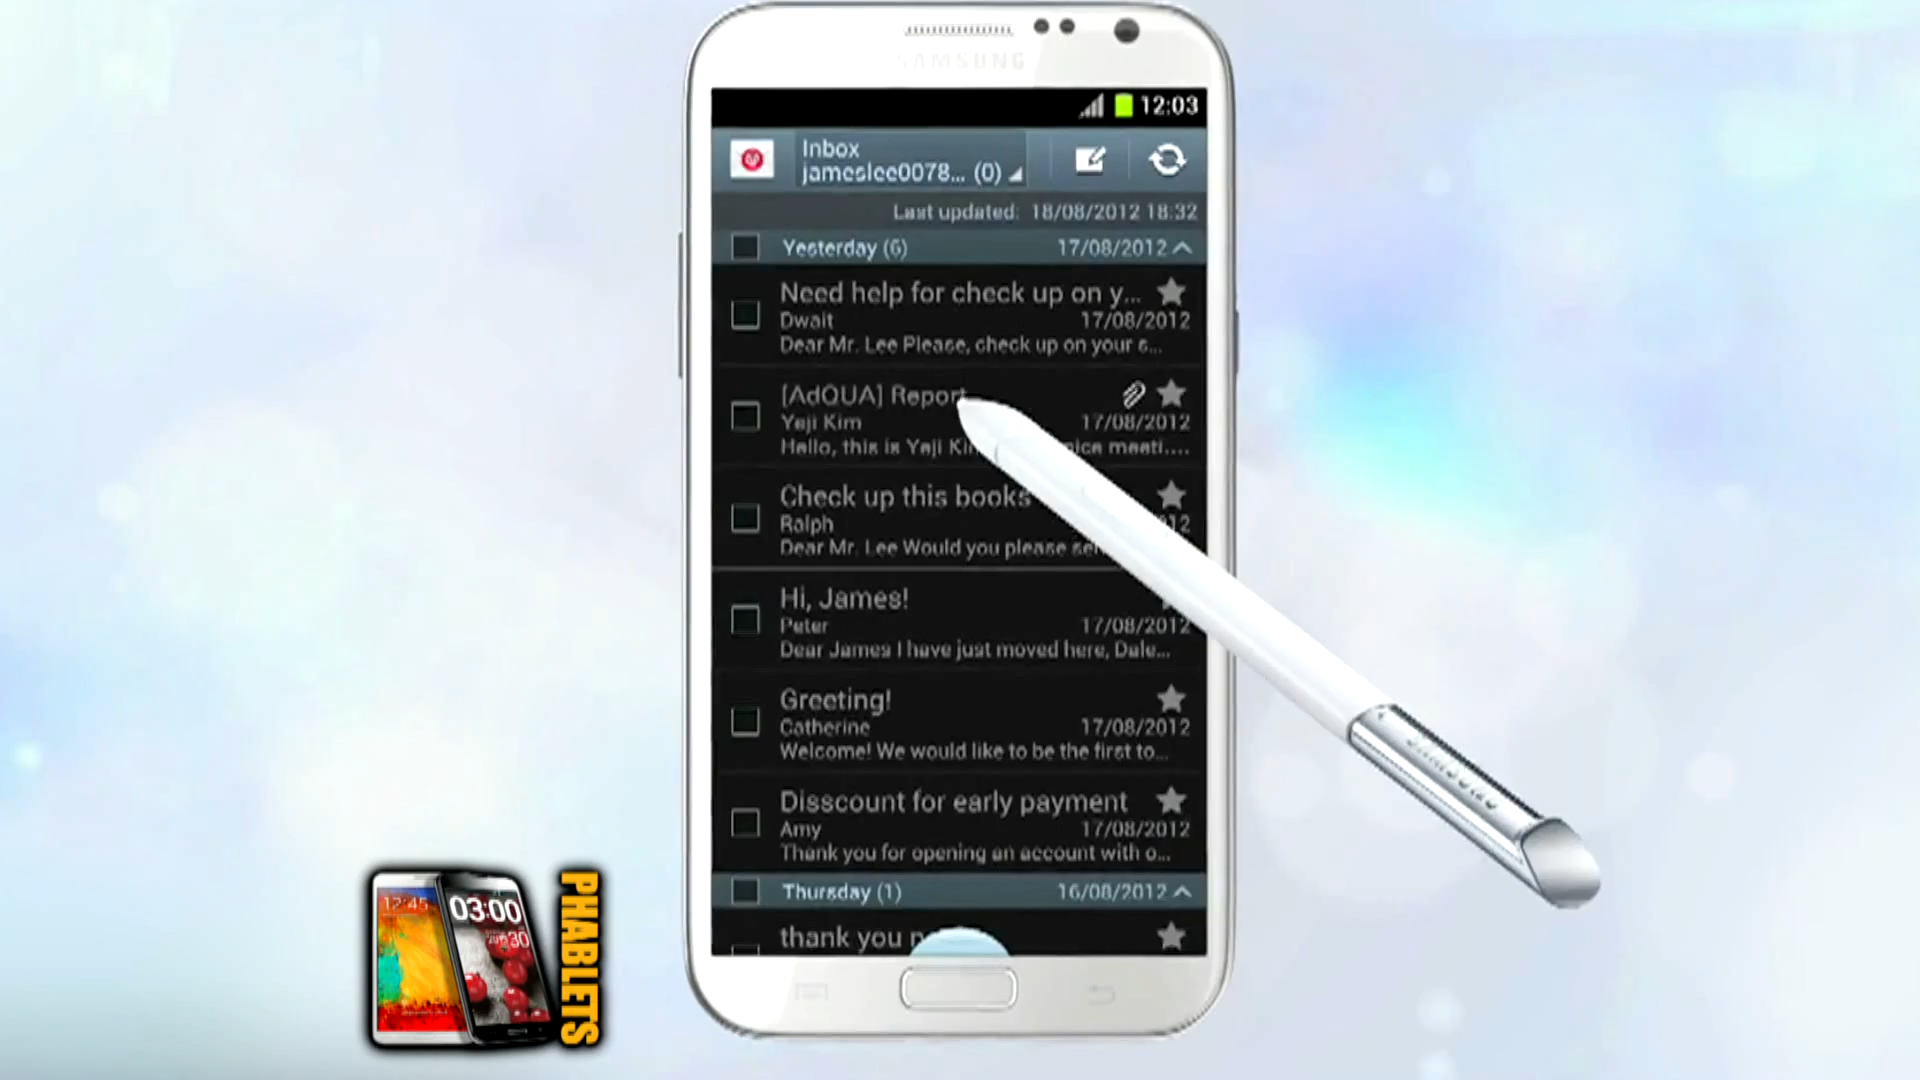 SAMSUNG
12:03
Inbox
jameslee0078... (0)
Last updated: 18/08/2012 18:32
Yesterday (6) 17/08/2012
Need help for check up on y...
Dwait 17/08/2012
Dear Mr. Lee Please, check up on your s...
[AdQUA] Report
Yeji Kim 17/08/2012
Hello, this is Yeji nice meeti....
Check up this books
Ralph
Dear Mr. Lee Would you please
Hi, James!
Peter 17/08/2012
Dear James I have just moved here, Dale...
Greeting!
Catherine 17/08/2012
Welcome! We would like to be the first to...
Disscount for early payment
Amy 17/08/2012
Thank you for opening an account with o...
Thursday (1) 16/08/2012
thank you
SAMSUNG
12:45
03:00
PHABLETS